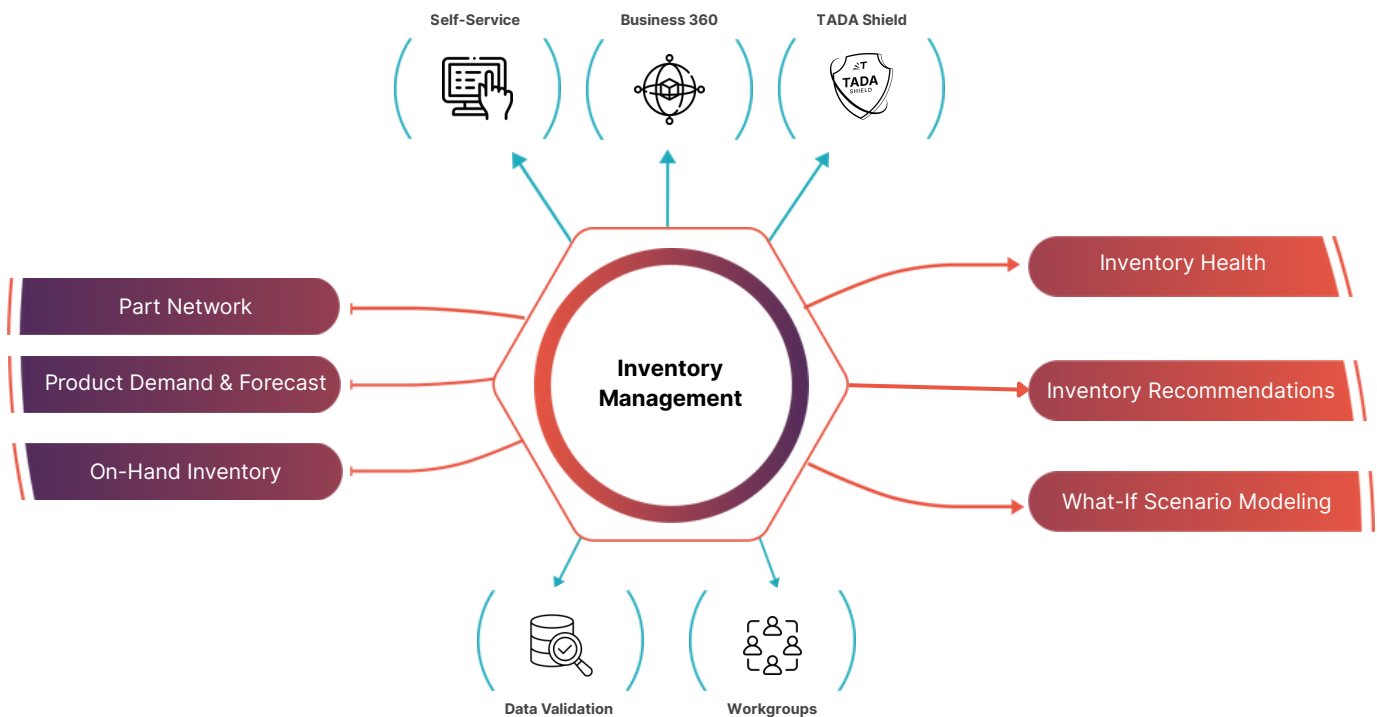 Self-Service
Business 360
TADA Shield
T
TADA
SHIELD
Part Network
Product Demand & Forecast
On-Hand Inventory
Inventory
Management
Inventory Health
Inventory Recommendations
What-If Scenario Modeling
Data Validation
Workgroups